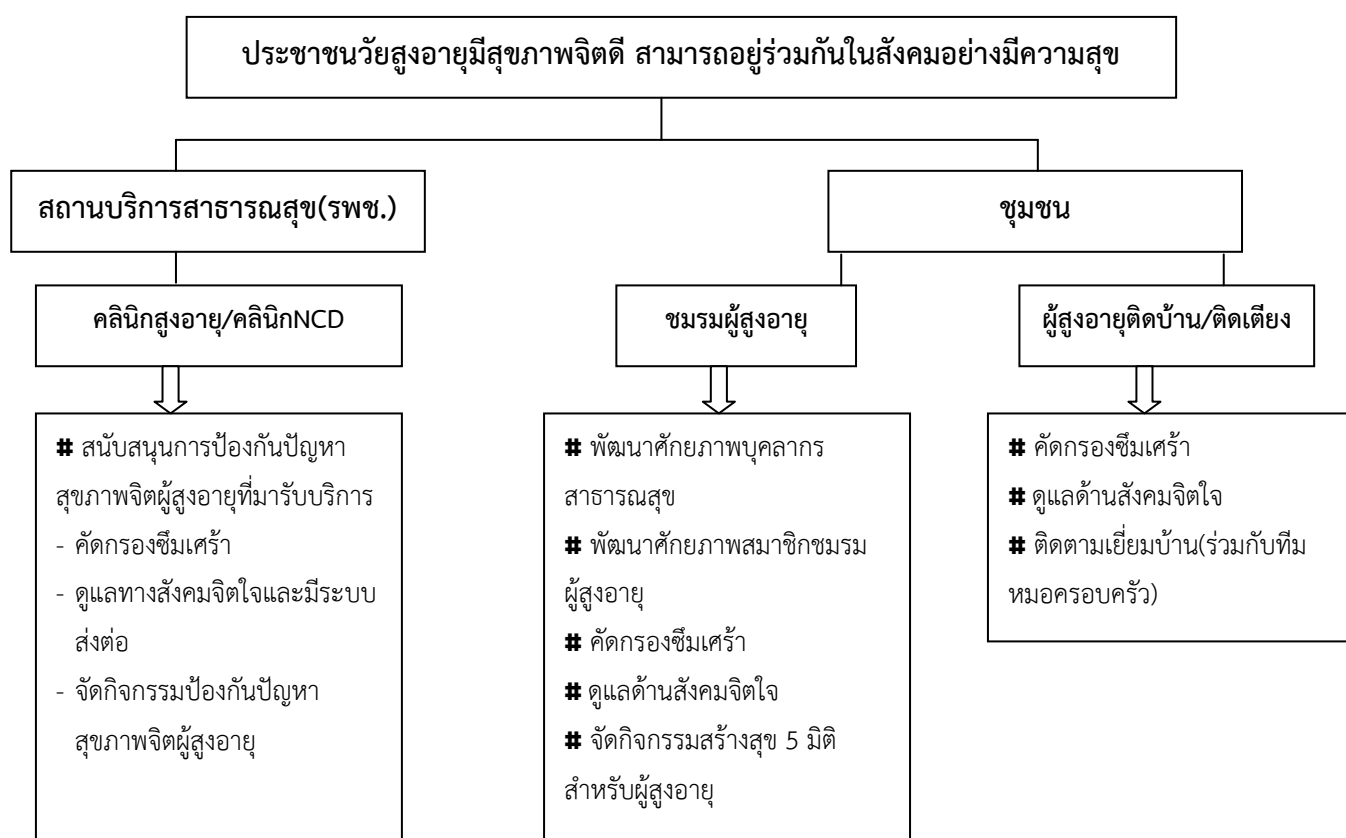 ประชาชนวัยสูงอายุมีสุขภาพจิตดี สามารถอยู่ร่วมกันในสังคมอย่างมีความสุข
สถานบริการสาธารณสุข(รพช.)
ชุมชน
คลินิกสูงอายุ/คลินิกNCD
ชมรมผู้สูงอายุ
ผู้สูงอายุติดบ้าน/ติดเตียง
# สนับสนุนการป้องกันปัญหา
สุขภาพจิตผู้สูงอายุที่มารับบริการ
- คัดกรองซึมเศร้า
- ดูแลทางสังคมจิตใจและมีระบบ
ส่งต่อ
- จัดกิจกรรมป้องกันปัญหา
สุขภาพจิตผู้สูงอายุ
# พัฒนาศักยภาพบุคลากร
สาธารณสุข
# พัฒนาศักยภาพสมาชิกชมรม
ผู้สูงอายุ
# คัดกรองซึมเศร้า
# ดูแลด้านสังคมจิตใจ
# จัดกิจกรรมสร้างสุข 5 มิติ
สำหรับผู้สูงอายุ
# คัดกรองซึมเศร้า
# ดูแลด้านสังคมจิตใจ
# ติดตามเยี่ยมบ้าน(ร่วมกับทีม
หมอครอบครัว)